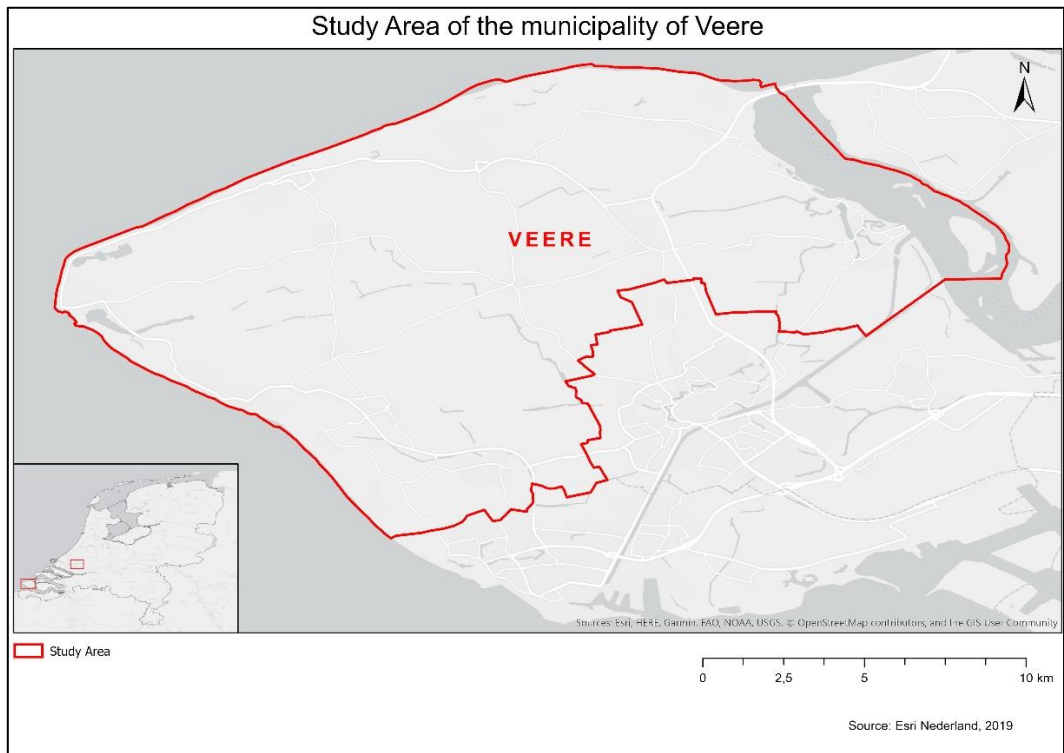 Study Area of the municipality of Veere
N
VEERE
Sources: Esri, HERE, Garmin, FAO, NOAA, USGS, © OpenStreetMap contributors, and the GIS User Community
Study Area
0 2,5 5 10 km
Source: Esri Nederland, 2019